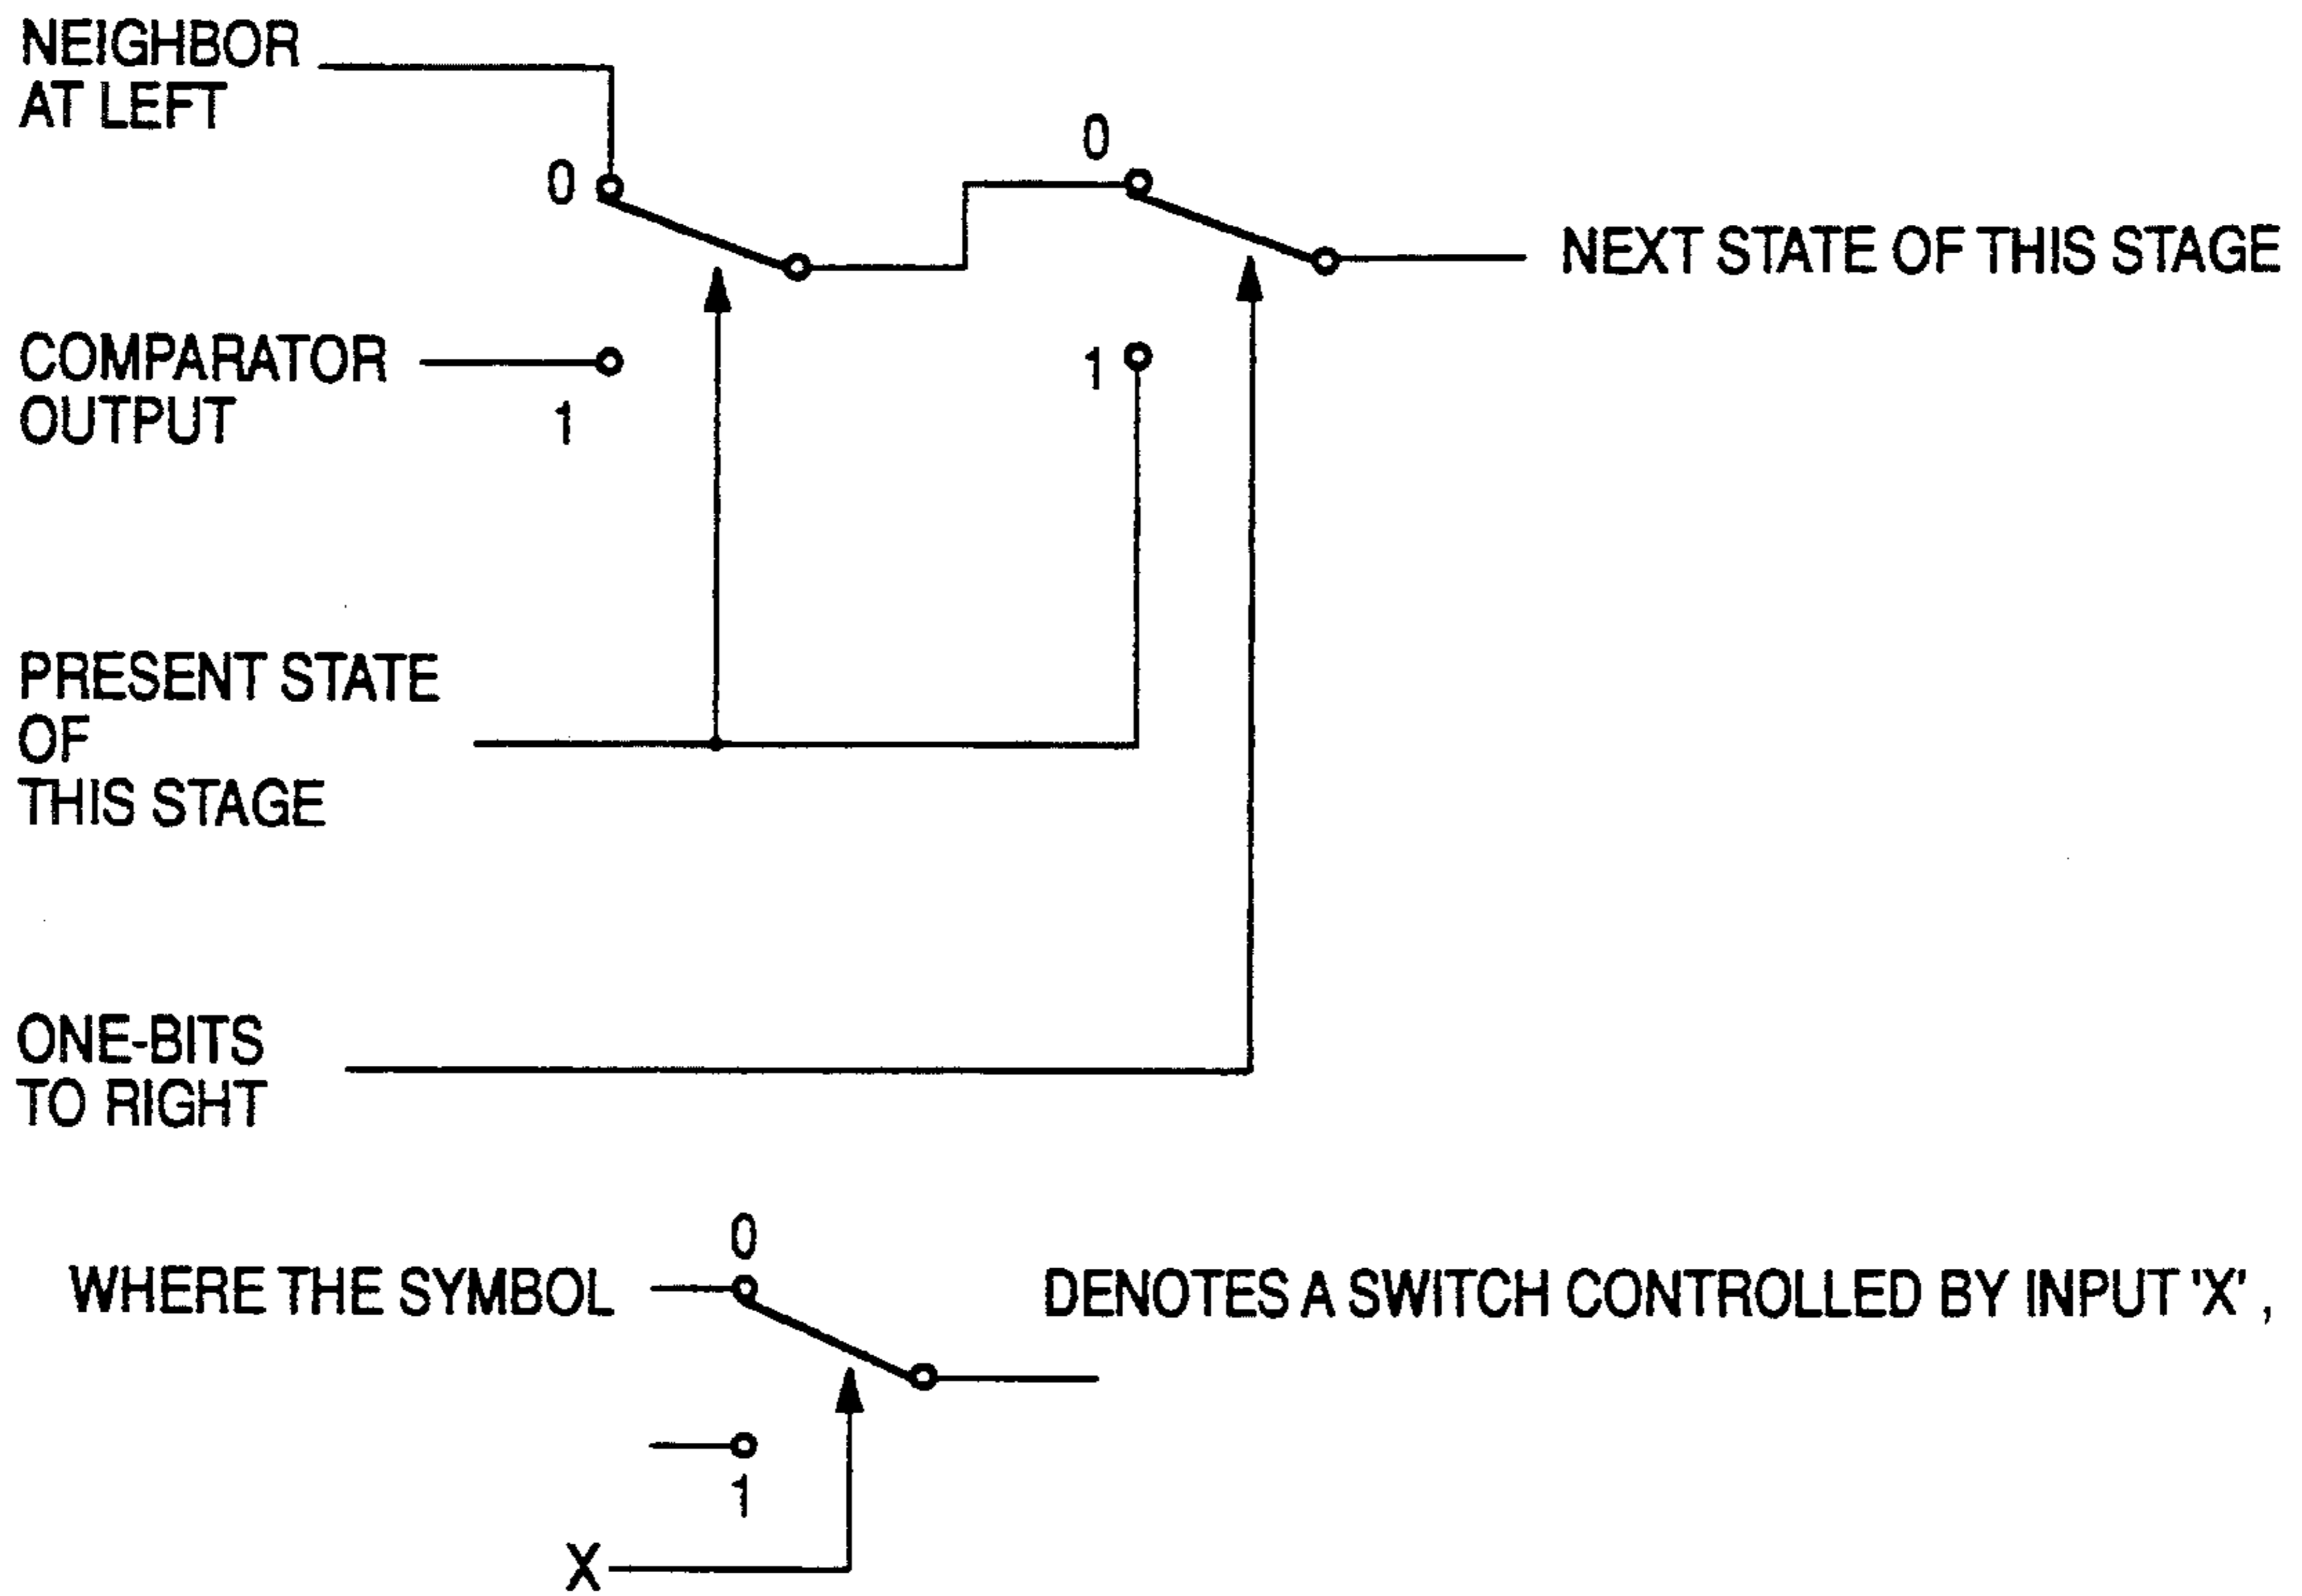 NEIGHBOR
AT LEFT
0
0
NEXT STATE OF THIS STAGE
COMPARATOR
OUTPUT
1
1
PRESENT STATE
OF
THIS STAGE
ONE-BITS
TO RIGHT
0
WHERE THE SYMBOL
DENOTES A SWITCH CONTROLLED BY INPUT 'X',
1
X